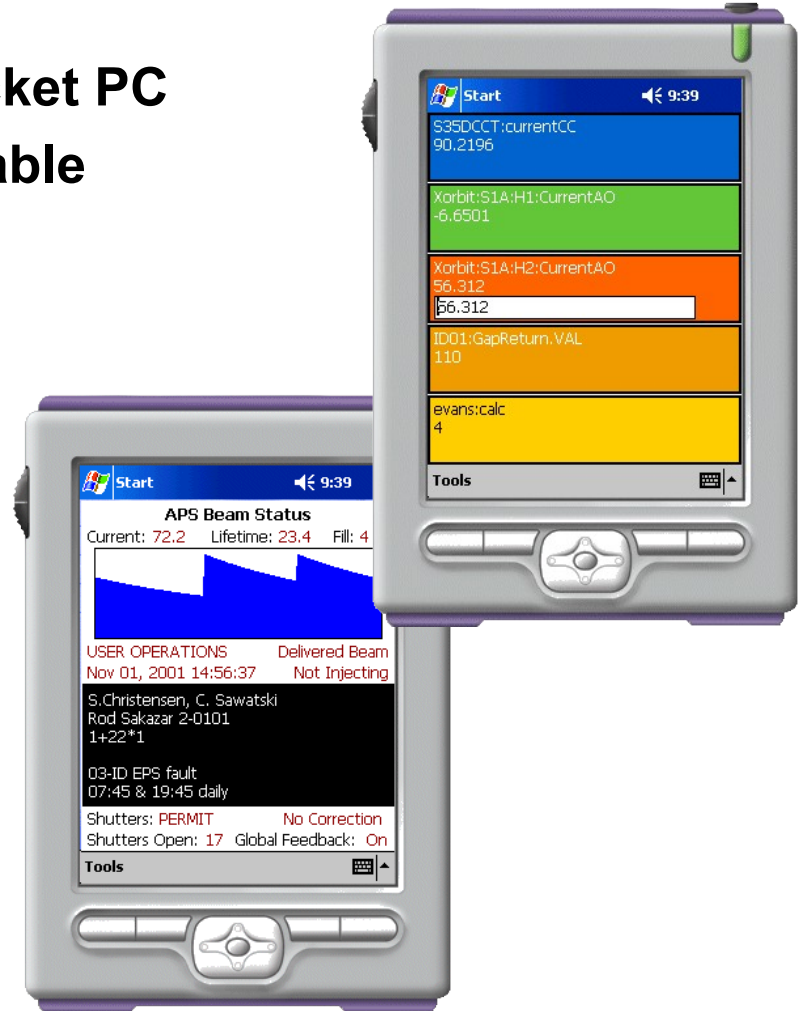 ket PC
able
Start 9:39
S35DCCT:currentCC
90.2196
Xorbit:S1A:H1:CurrentAO
-6.6501
Xorbit:S1A:H2:CurrentAO
56.312
56.312
ID01:GapReturn.VAL
110
evans:calc
4
Tools
Start 9:39
APS Beam Status
Current: 72.2 Lifetime: 23.4 Fill: 4
USER OPERATIONS Delivered Beam
Nov 01, 2001 14:56:37 Not Injecting
S.Christensen, C. Sawatski
Rod Sakazar 2-0101
1+22*1
03-ID EPS fault
07:45 & 19:45 daily
Shutters: PERMIT No Correction
Shutters Open: 17 Global Feedback: On
Tools